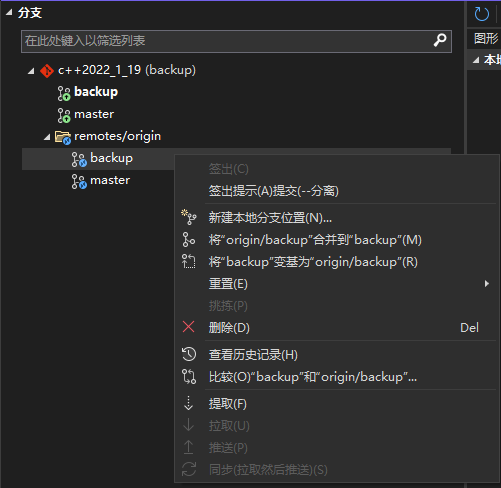 分支
图形
在此处键入以筛选列表
本地
c++2022_1_19 (backup)
backup
master
remotes/origin
backup
master
签出(C)
签出提示(A)提交(--分离)
新建本地分支位置(N)...
将“origin/backup”合并到“backup”(M)
将“backup”变基为“origin/backup”(R)
重置(E)
挑拣(P)
删除(D) Del
查看历史记录(H)
比较(O)“backup”和“origin/backup”...
提取(F)
拉取(U)
推送(P)
同步(拉取然后推送)(S)